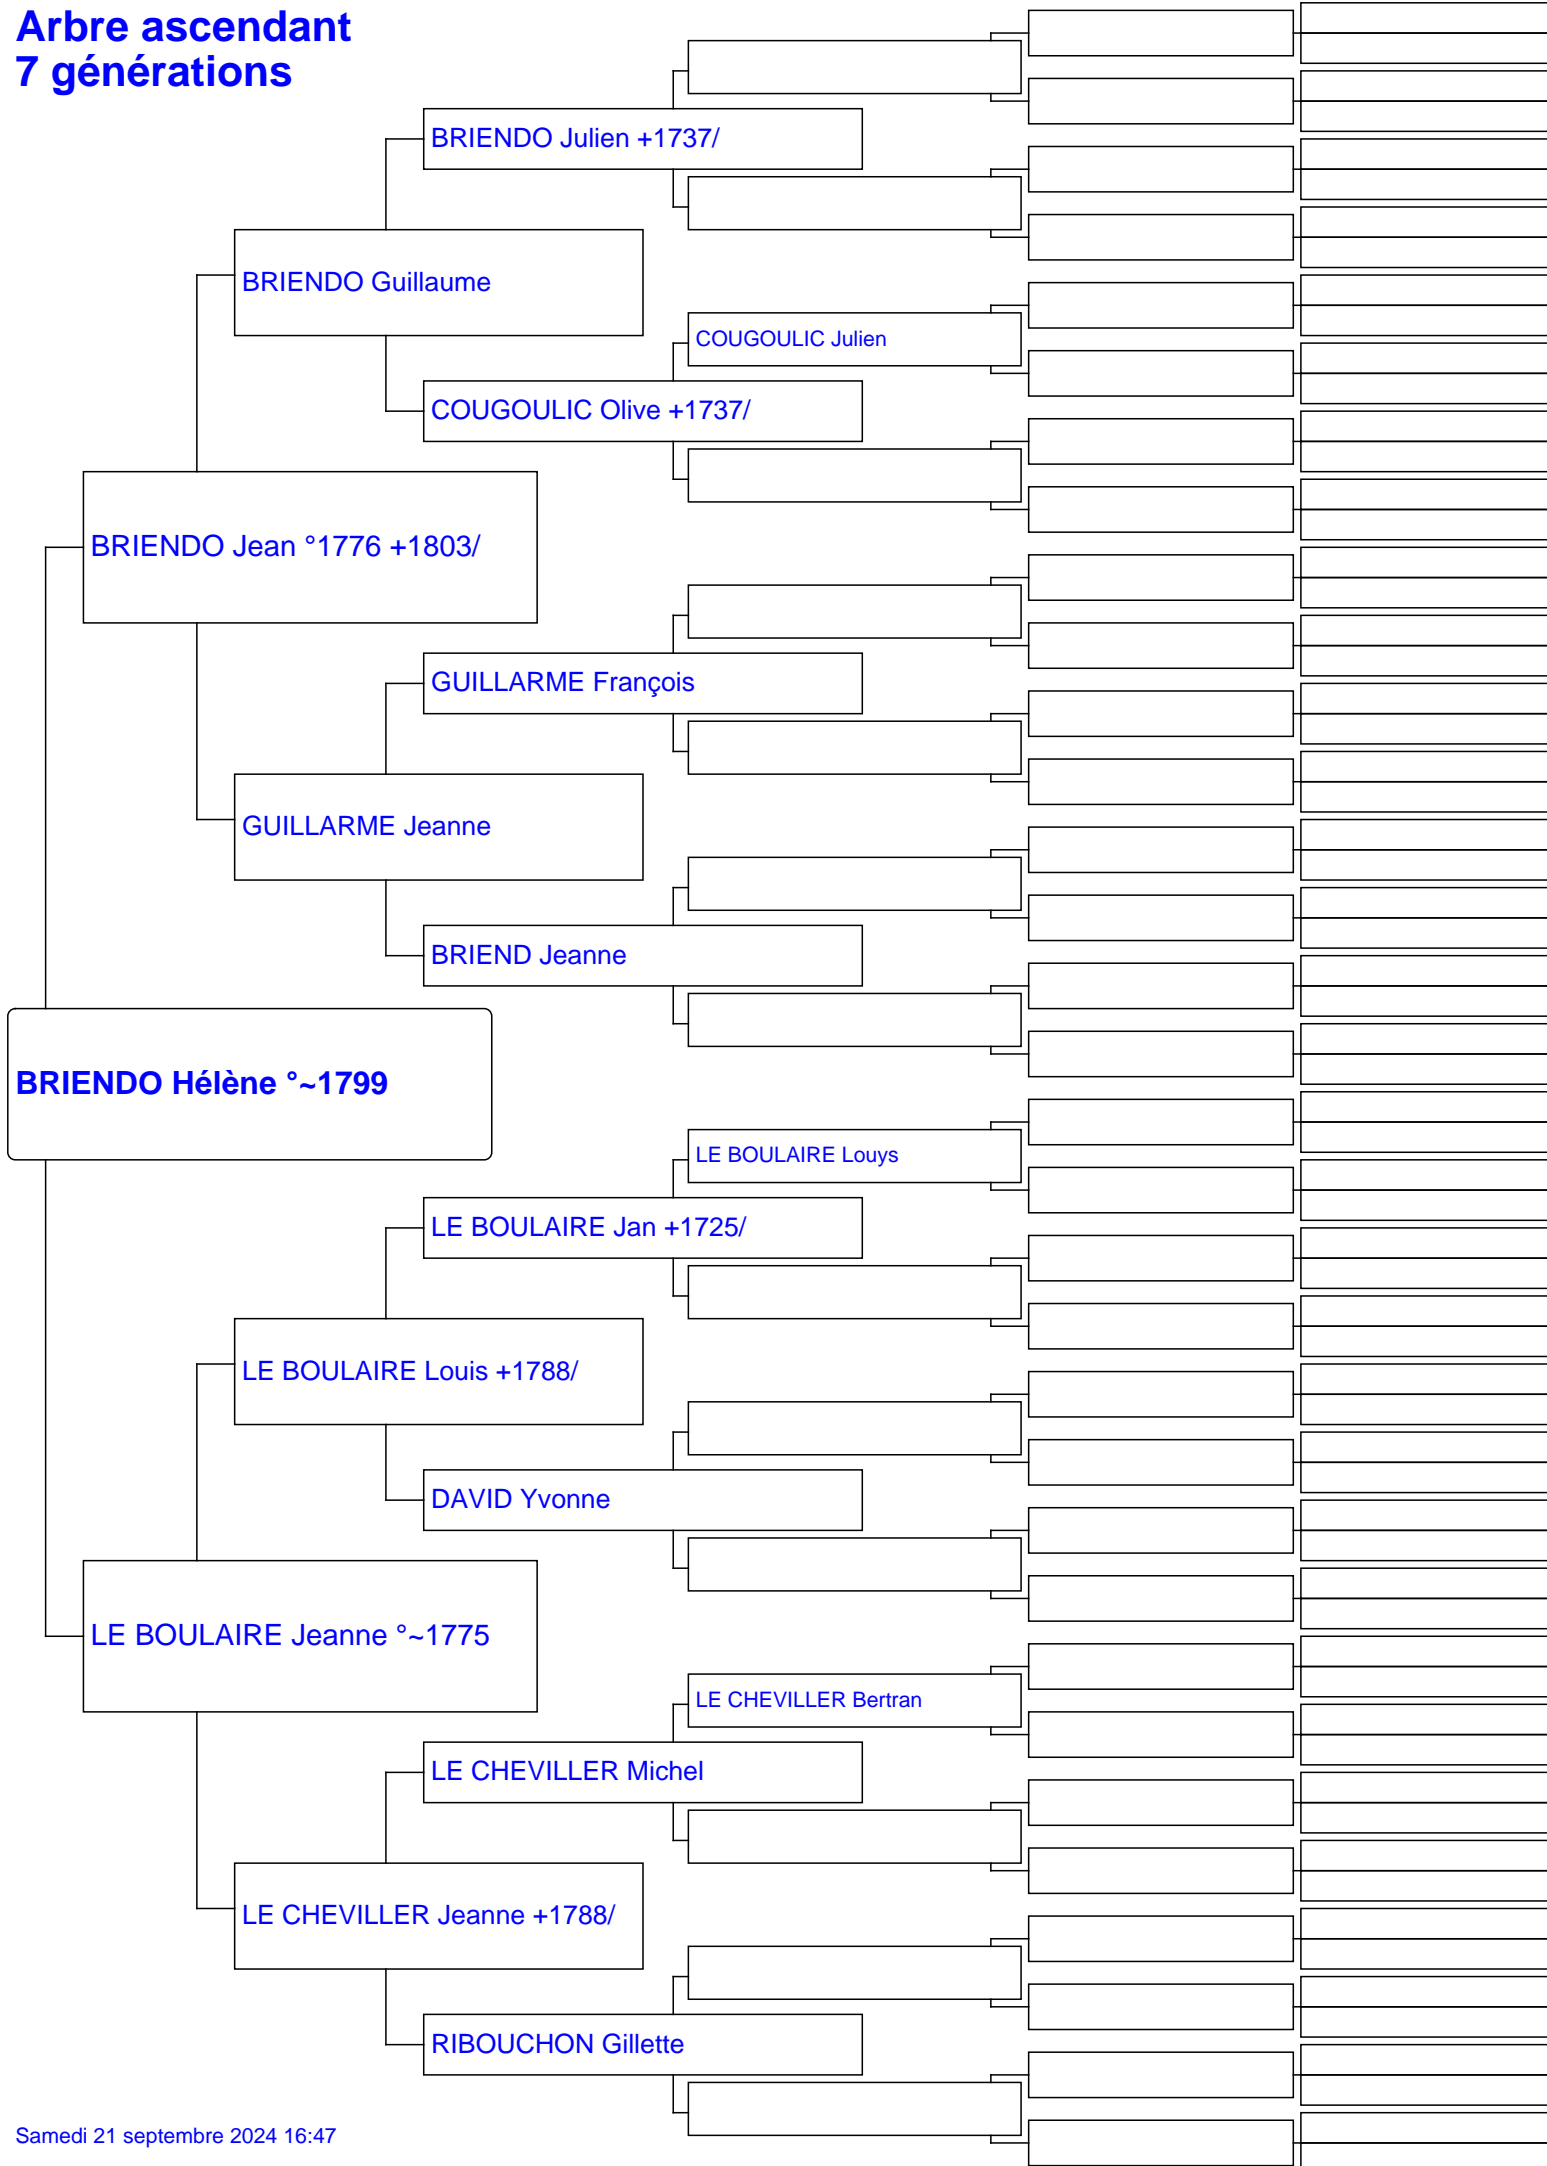 Arbre ascendant
7 générations
BRIENDO Julien +1737/
BRIENDO Guillaume
COUGOULIC Julien
COUGOULIC Olive +1737/
BRIENDO Jean °1776 +1803/
GUILLARME François
GUILLARME Jeanne
BRIEND Jeanne
BRIENDO Hélène °~1799
LE BOULAIRE Louys
LE BOULAIRE Jan +1725/
LE BOULAIRE Louis +1788/
DAVID Yvonne
LE BOULAIRE Jeanne °~1775
LE CHEVILLER Bertran
LE CHEVILLER Michel
LE CHEVILLER Jeanne +1788/
RIBOUCHON Gillette
Samedi 21 septembre 2024 16:47